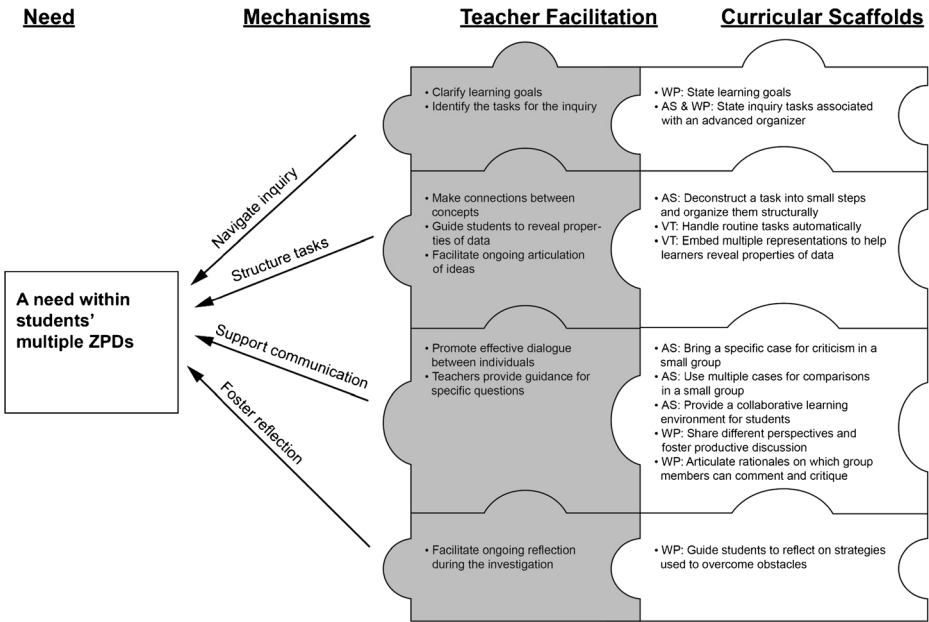 Need
Mechanisms
Teacher Facilitation
Curricular Scaffolds
A need within
students’
multiple ZPDs
Navigate inquiry
Structure tasks
Support communication
Foster reflection
• Clarify learning goals
• Identify the tasks for the inquiry
• WP: State learning goals
• AS & WP: State inquiry tasks associated
with an advanced organizer
• Make connections between
concepts
• Guide students to reveal proper-
ties of data
• Facilitate ongoing articulation
of ideas
• AS: Deconstruct a task into small steps
and organize them structurally
• VT: Handle routine tasks automatically
• VT: Embed multiple representations to help
learners reveal properties of data
• Promote effective dialogue
between individuals
• Teachers provide guidance for
specific questions
• AS: Bring a specific case for criticism in a
small group
• AS: Use multiple cases for comparisons
in a small group
• AS: Provide a collaborative learning
environment for students
• WP: Share different perspectives and
foster productive discussion
• WP: Articulate rationales on which group
members can comment and critique
• Facilitate ongoing reflection
during the investigation
• WP: Guide students to reflect on strategies
used to overcome obstacles